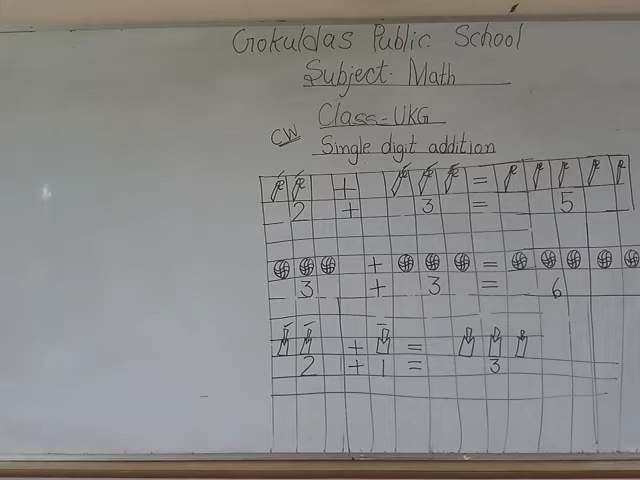 Gokuldas Public School
Subject- Math
Class-UKG
CW
Single digit addition
+ =
2 + 3 = 5
+ =
3 + 3 = 6
+ =
2 + 1 = 3